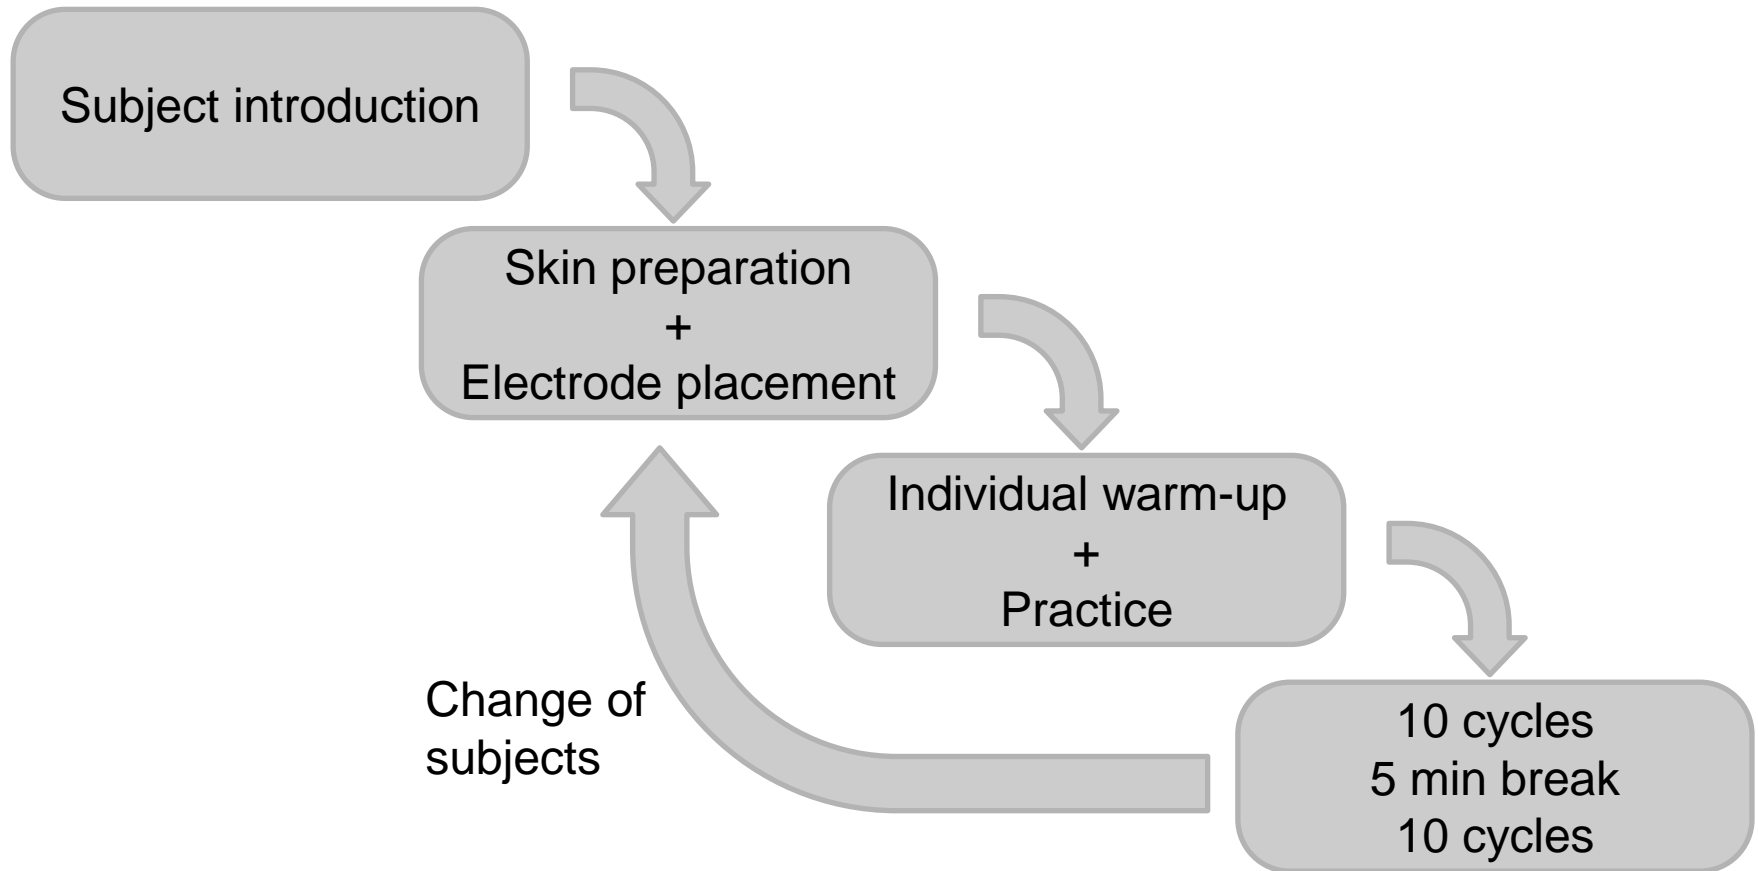 Subject introduction
Skin preparation
+
Electrode placement
Individual warm-up
+
Practice
Change of
subjects
10 cycles
5 min break
10 cycles